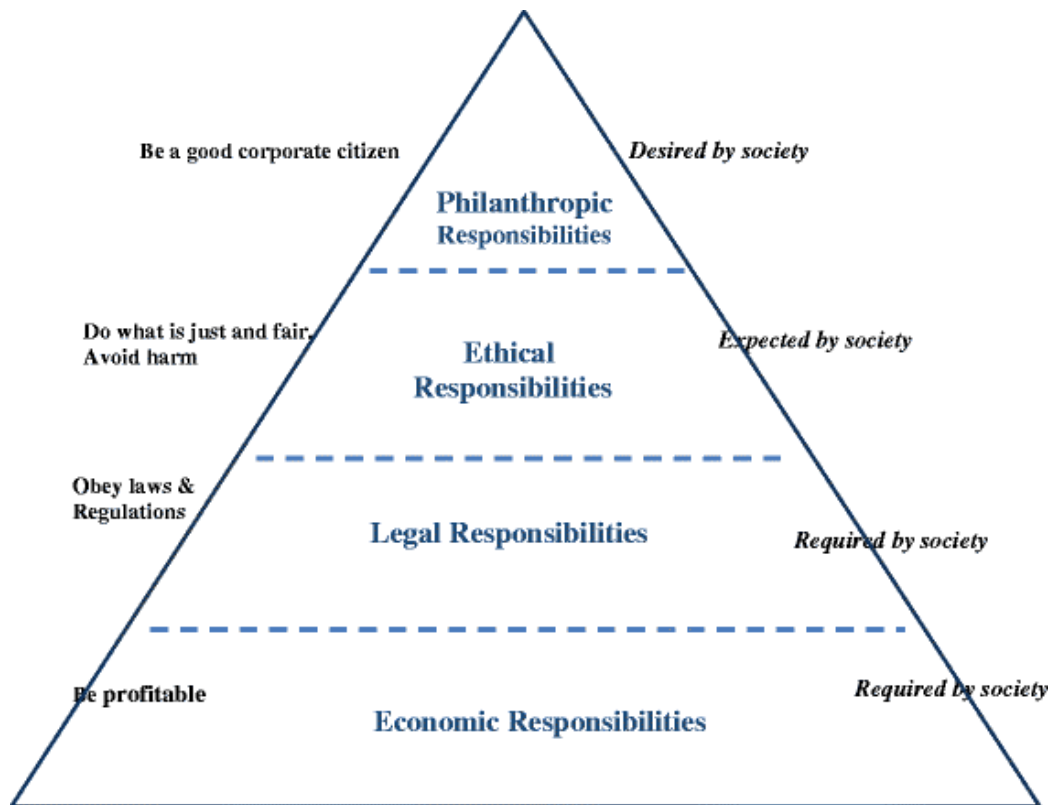 Be a good corporate citizen
Desired by society
Philanthropic
Responsibilities
Do what is just and fair,
Avoid harm
Expected by society
Ethical
Responsibilities
Obey laws &
Regulations
Legal Responsibilities
Required by society
Be profitable
Required by society
Economic Responsibilities